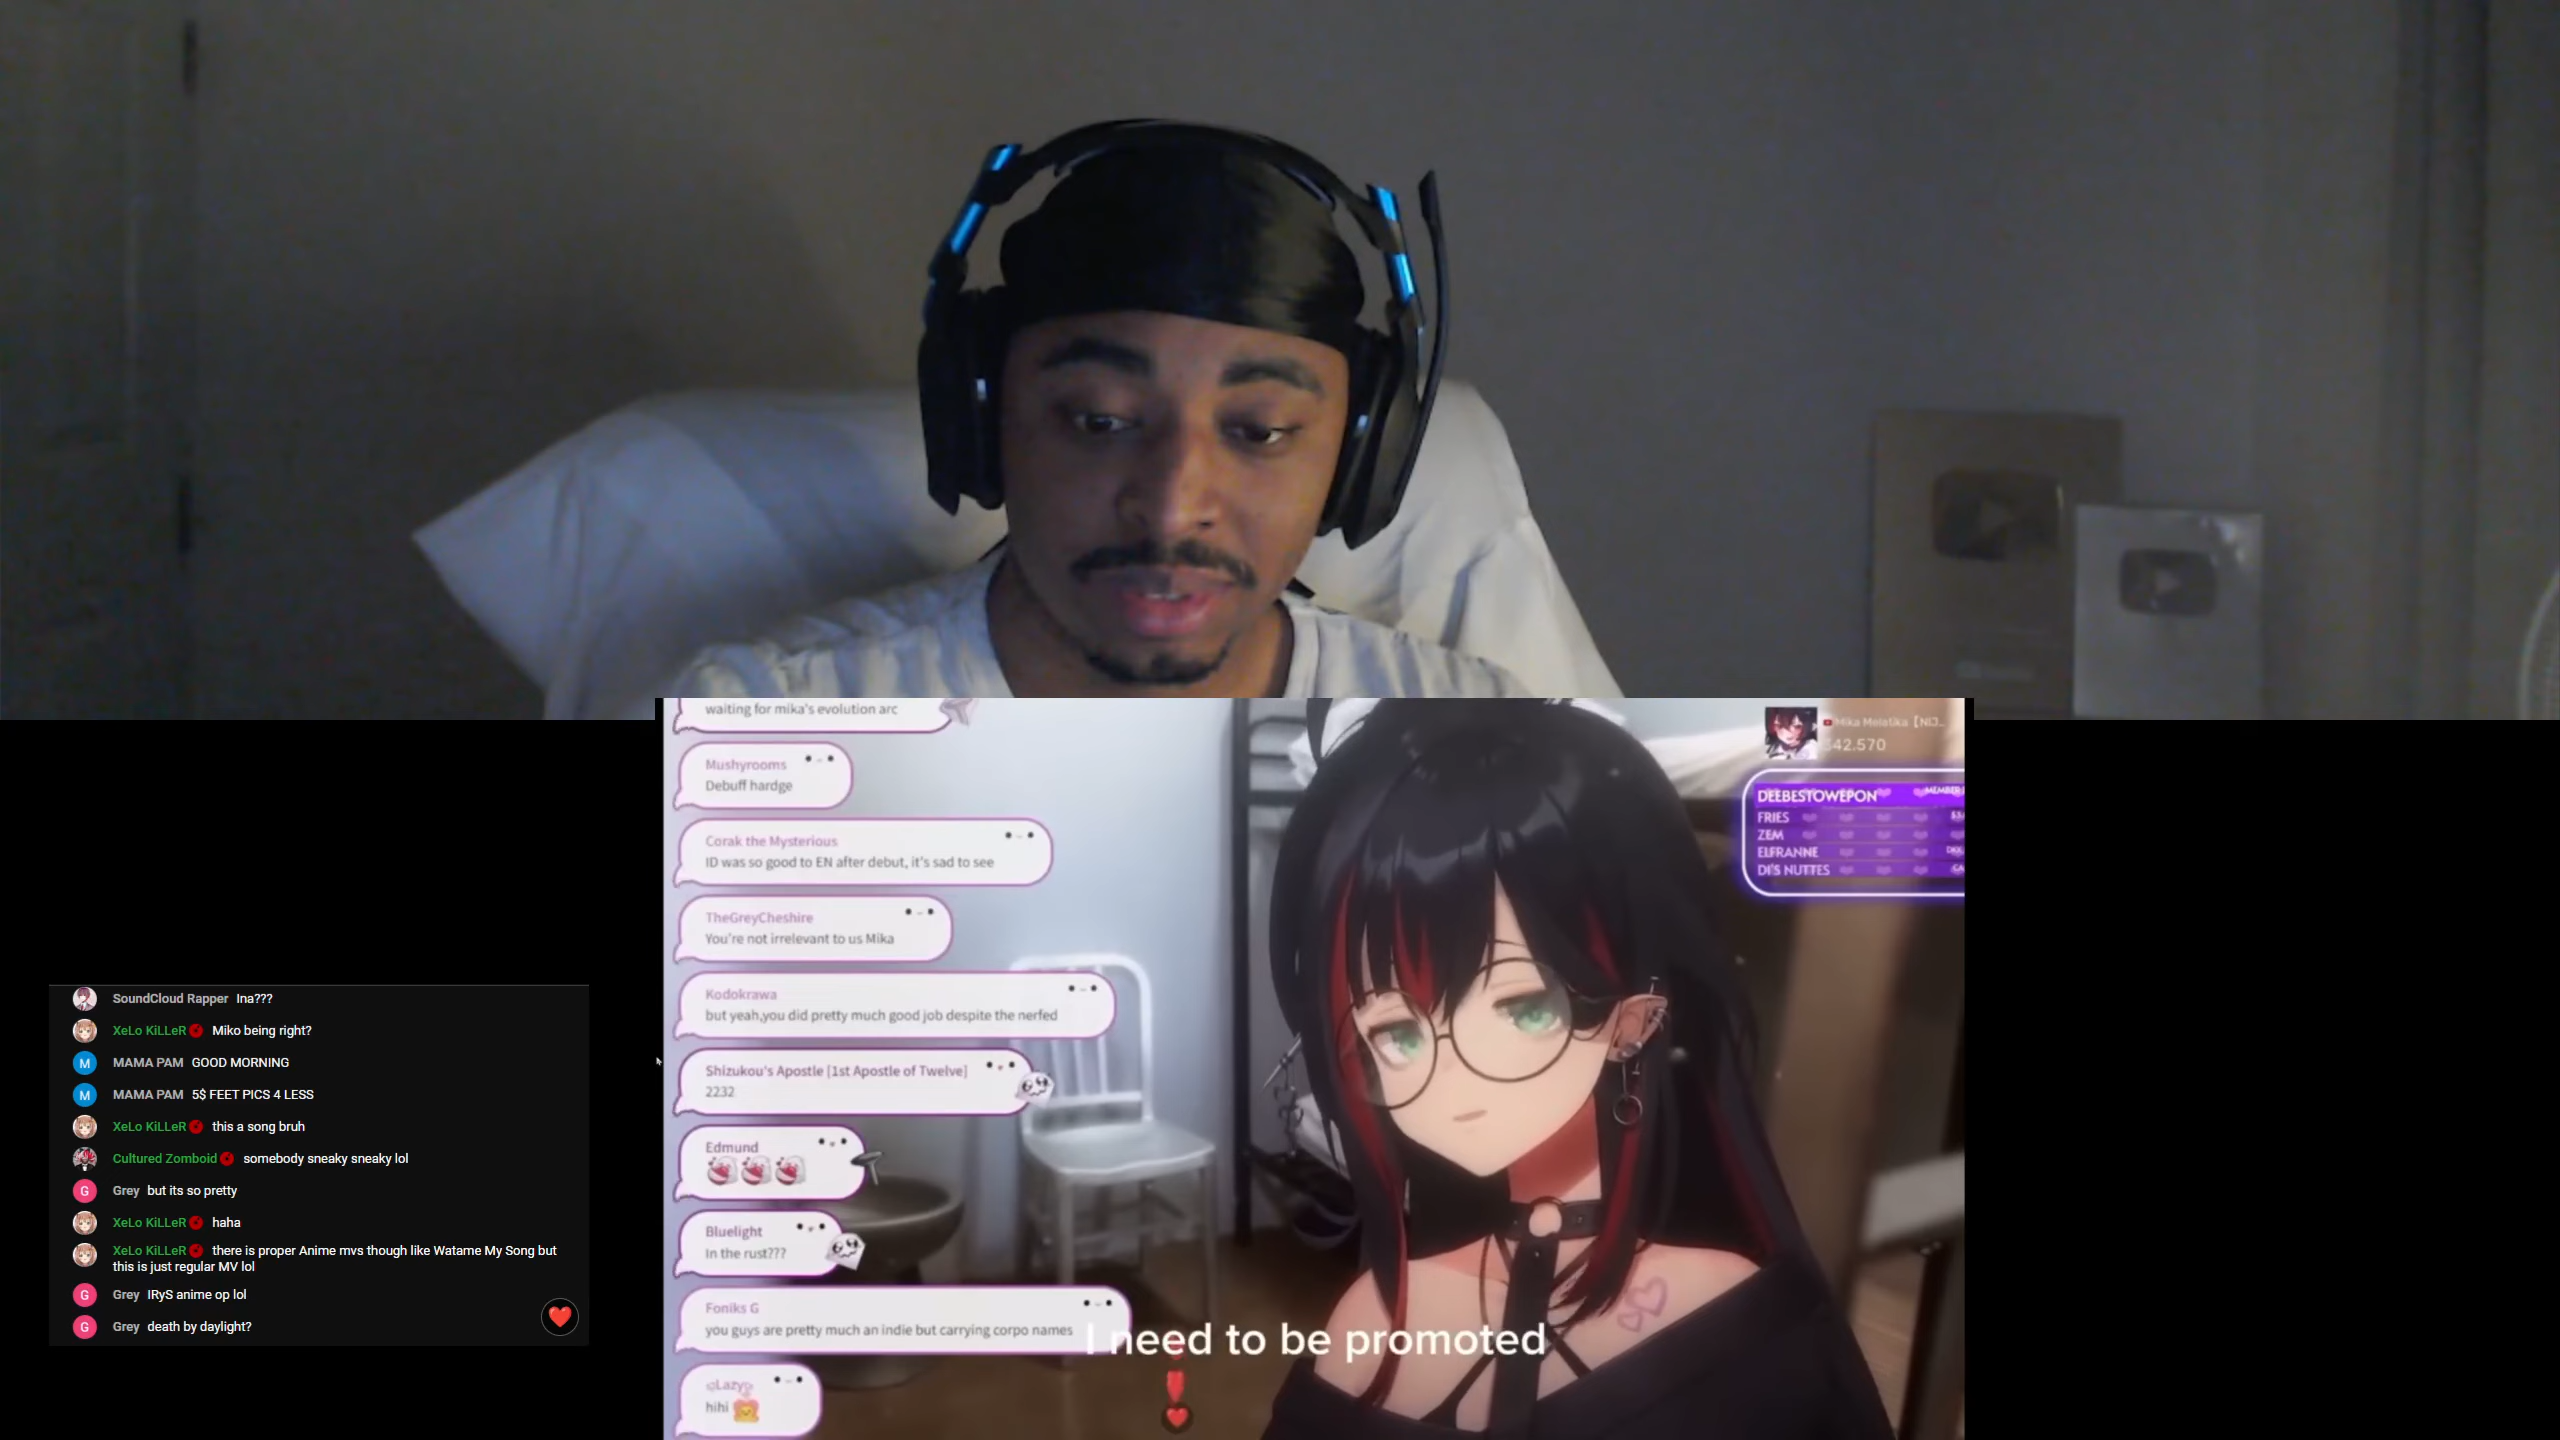 waiting for mika's evolution arc
Mushyrooms
Debuff hardge
Corak the Mysterious
ID was so good to EN after debut, it's sad to see
TheGreyCheshire
You're not irrelevant to us Mika
Kodokrawa
but yeah,you did pretty much good job despite the nerfed
Shizukou's Apostle [1st Apostle of Twelve]
2232
Edmund
Bluelight
In the rust???
Foniks G
you guys are pretty much an indie but carrying corpo names
Lazy
hihi
I need to be promoted
Mika Melatika【NIJ...
342.570
DEEBESTOWEPON
FRIES
ZEM
ELFRANNE
DI'S NUTTES
SoundCloud Rapper Ina???
XeLo KiLLeR Miko being right?
M MAMA PAM GOOD MORNING
M MAMA PAM 5$ FEET PICS 4 LESS
XeLo KiLLeR this a song bruh
Cultured Zomboid somebody sneaky sneaky lol
G Grey but its so pretty
XeLo KiLLeR haha
XeLo KiLLeR there is proper Anime mvs though like Watame My Song but
this is just regular MV lol
G Grey IRyS anime op lol
G Grey death by daylight?